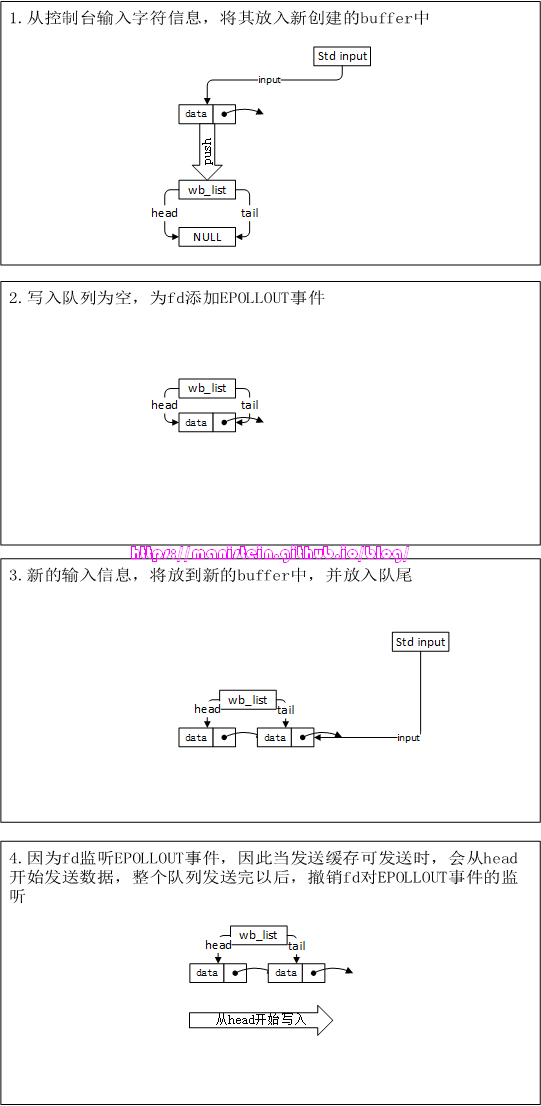 1.从控制台输入字符信息，将其放入新创建的buffer中
Std input
input
data
push
wb_list
head
tail
NULL
2.写入队列为空，为fd添加EPOLLOUT事件
wb_list
head
tail
data
http://manistein.github.io/blog/
3.新的输入信息，将放到新的buffer中，并放入队尾
Std input
wb_list
head
tail
data
data
input
4.因为fd监听EPOLLOUT事件，因此当发送缓存可发送时，会从head
开始发送数据，整个队列发送完以后，撤销fd对EPOLLOUT事件的监
听
wb_list
head
tail
data
data
从head开始写入